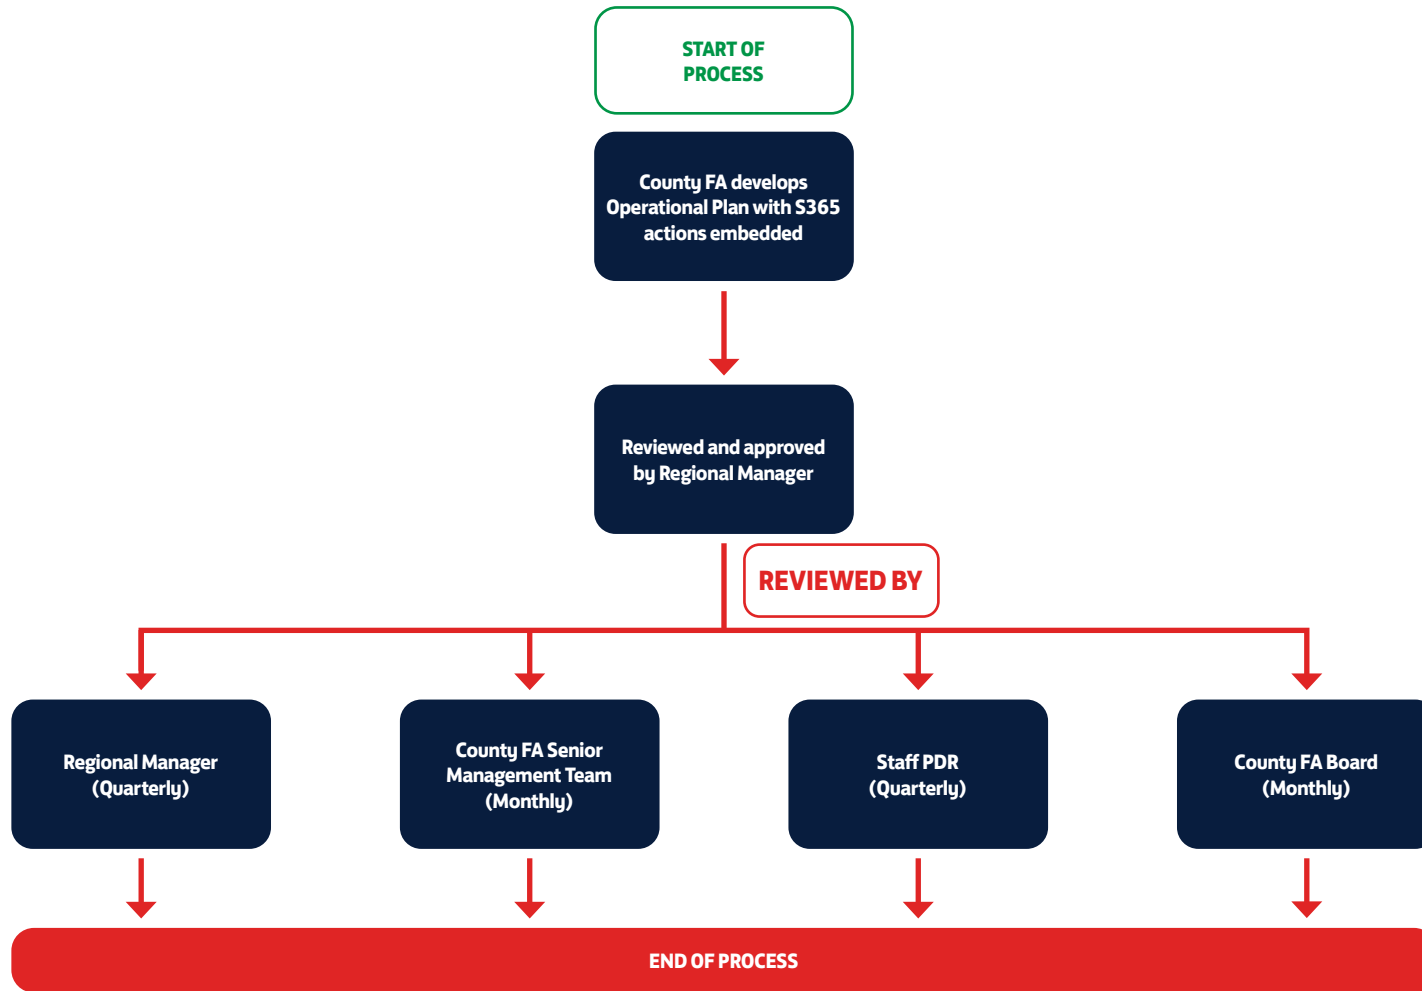 START OF
PROCESS
County FA develops
Operational Plan with S365
actions embedded
Reviewed and approved
by Regional Manager
REVIEWED BY
Regional Manager
(Quarterly)
County FA Senior
Management Team
(Monthly)
Staff PDR
(Quarterly)
County FA Board
(Monthly)
END OF PROCESS